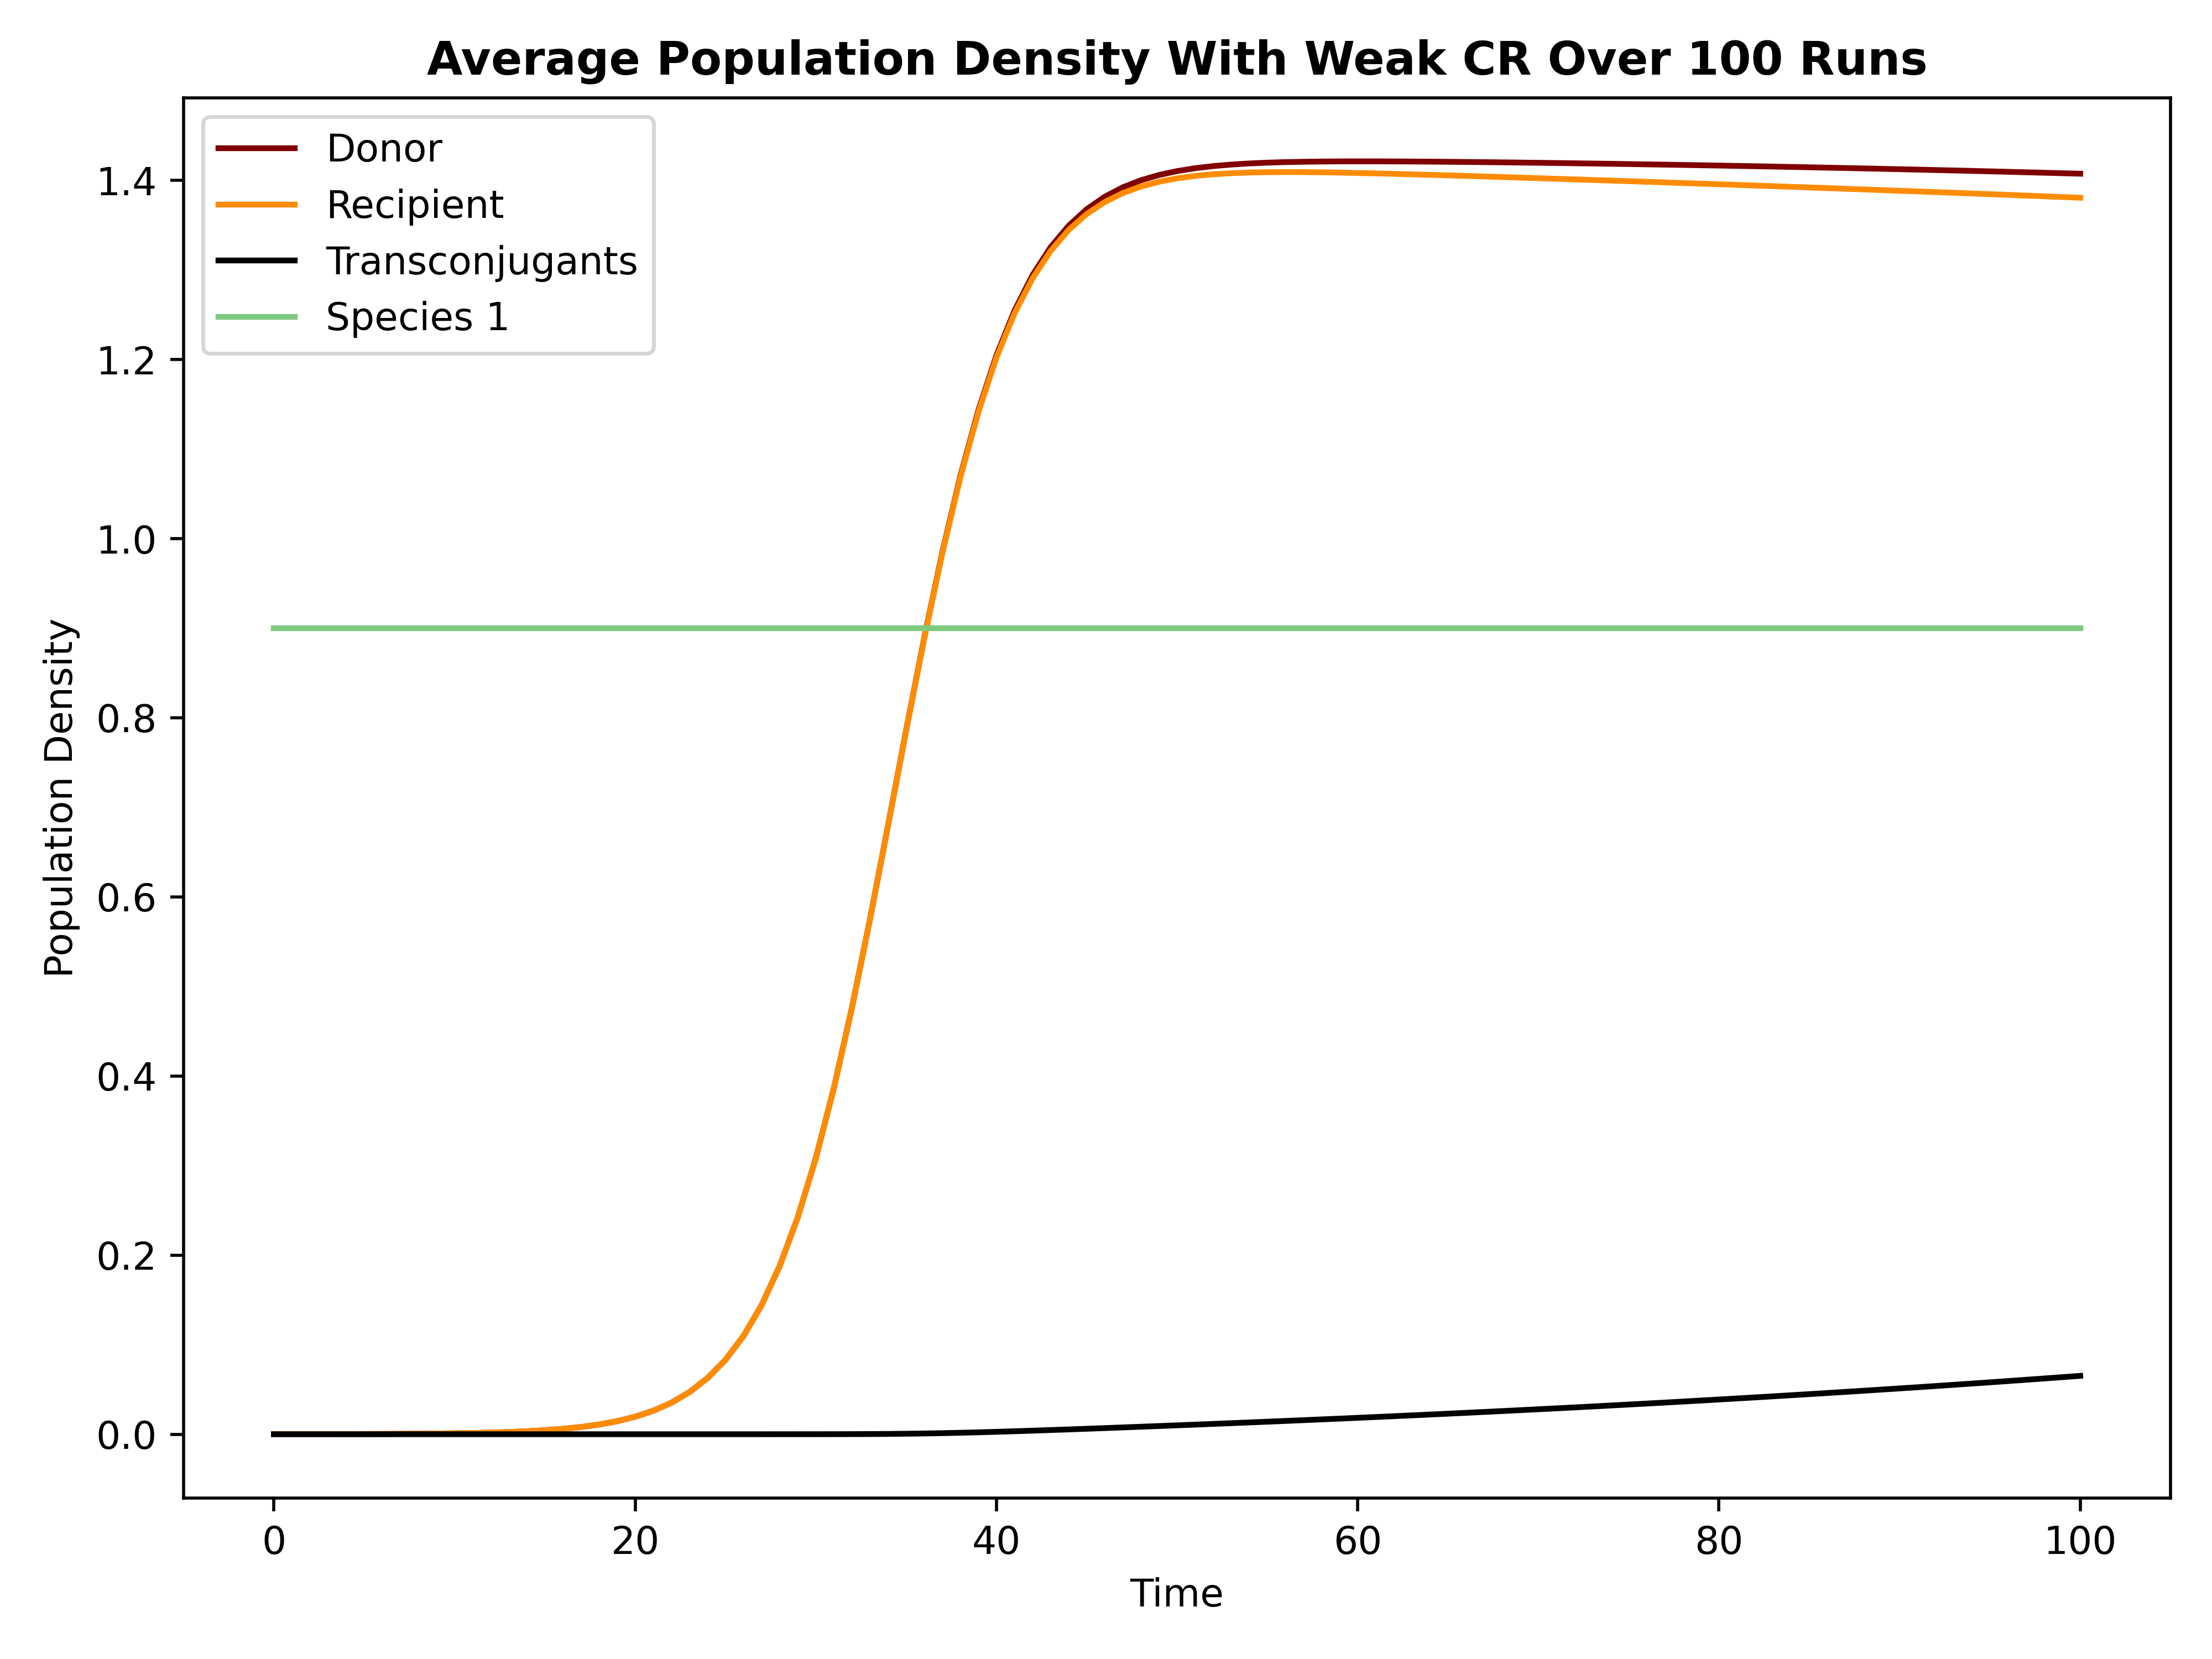 Average Population Density With Weak CR Over 100 Runs
Donor
Recipient
Transconjugants
Species 1
1.4
1.2
1.0
0.8
0.6
0.4
0.2
0.0
Population Density
0 20 40 60 80 100
Time